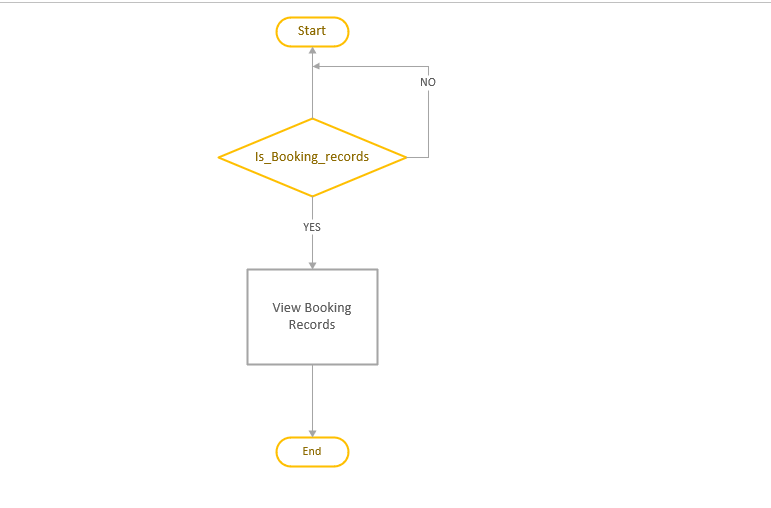 Start
NO
Is_Booking_records
YES
View Booking
Records
End